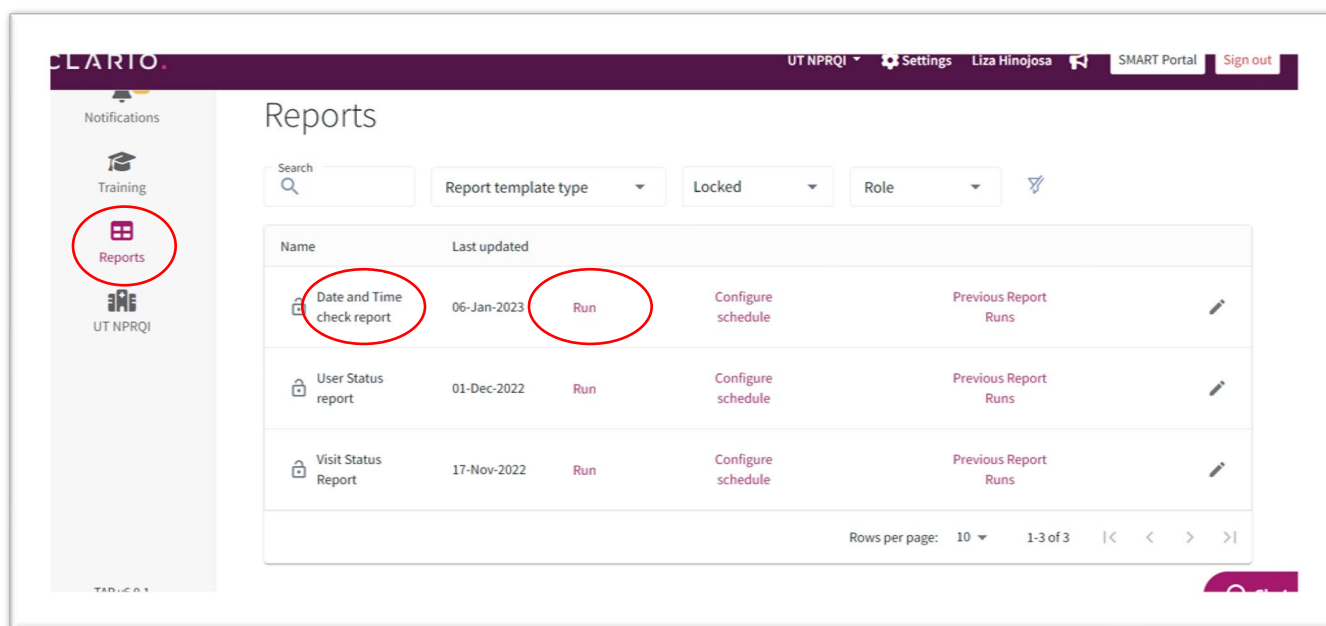 CLARIO.
UT NPRQI
Settings
Liza Hinojosa
SMART Portal
Sign out
Notifications
Training
Reports
UT NPRQI
Reports
Search
Report template type
Locked
Role
Name
Last updated
Date and Time
check report
06-Jan-2023
Run
Configure
schedule
Previous Report
Runs
User Status
report
01-Dec-2022
Run
Configure
schedule
Previous Report
Runs
Visit Status
Report
17-Nov-2022
Run
Configure
schedule
Previous Report
Runs
Rows per page: 10
1-3 of 3